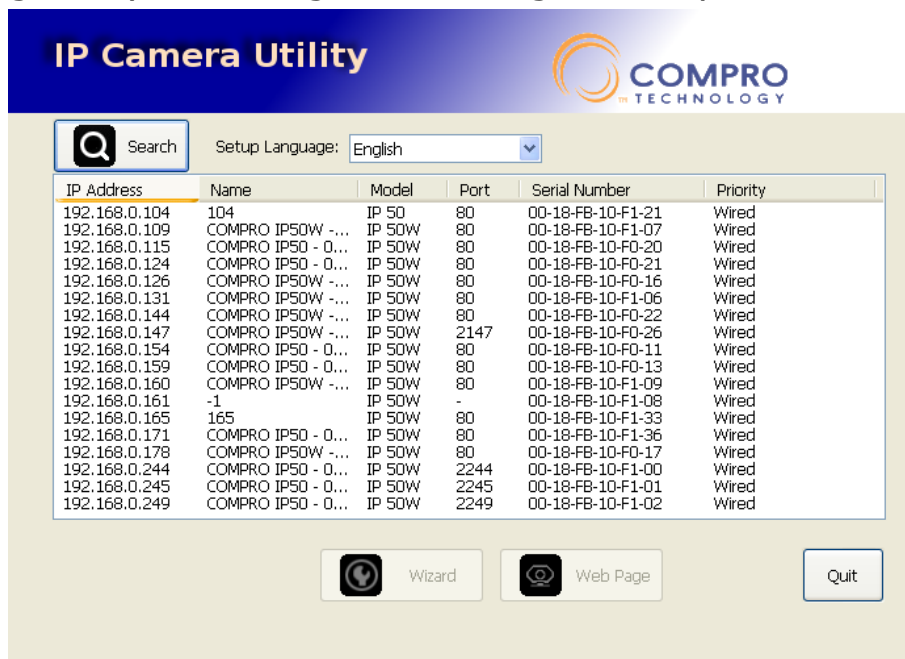 IP Camera Utility
COMPRO
TM TECHNOLOGY
Search Setup Language: English
IP Address Name Model Port Serial Number Priority
192.168.0.104 104 IP 50 80 00-18-FB-10-F1-21 Wired
192.168.0.109 COMPRO IP50W -... IP 50W 80 00-18-FB-10-F1-07 Wired
192.168.0.115 COMPRO IP50 - 0... IP 50W 80 00-18-FB-10-F0-20 Wired
192.168.0.124 COMPRO IP50 - 0... IP 50W 80 00-18-FB-10-F0-21 Wired
192.168.0.126 COMPRO IP50W -... IP 50W 80 00-18-FB-10-F0-16 Wired
192.168.0.131 COMPRO IP50W -... IP 50W 80 00-18-FB-10-F1-06 Wired
192.168.0.144 COMPRO IP50W -... IP 50W 80 00-18-FB-10-F0-22 Wired
192.168.0.147 COMPRO IP50W -... IP 50W 2147 00-18-FB-10-F0-26 Wired
192.168.0.154 COMPRO IP50 - 0... IP 50W 80 00-18-FB-10-F0-11 Wired
192.168.0.159 COMPRO IP50 - 0... IP 50W 80 00-18-FB-10-F0-13 Wired
192.168.0.160 COMPRO IP50W -... IP 50W 80 00-18-FB-10-F1-09 Wired
192.168.0.161 -1 IP 50W - 00-18-FB-10-F1-08 Wired
192.168.0.165 165 IP 50W 80 00-18-FB-10-F1-33 Wired
192.168.0.171 COMPRO IP50 - 0... IP 50W 80 00-18-FB-10-F1-36 Wired
192.168.0.178 COMPRO IP50W -... IP 50W 80 00-18-FB-10-F0-17 Wired
192.168.0.244 COMPRO IP50 - 0... IP 50W 2244 00-18-FB-10-F1-00 Wired
192.168.0.245 COMPRO IP50 - 0... IP 50W 2245 00-18-FB-10-F1-01 Wired
192.168.0.249 COMPRO IP50 - 0... IP 50W 2249 00-18-FB-10-F1-02 Wired
Wizard Web Page Quit